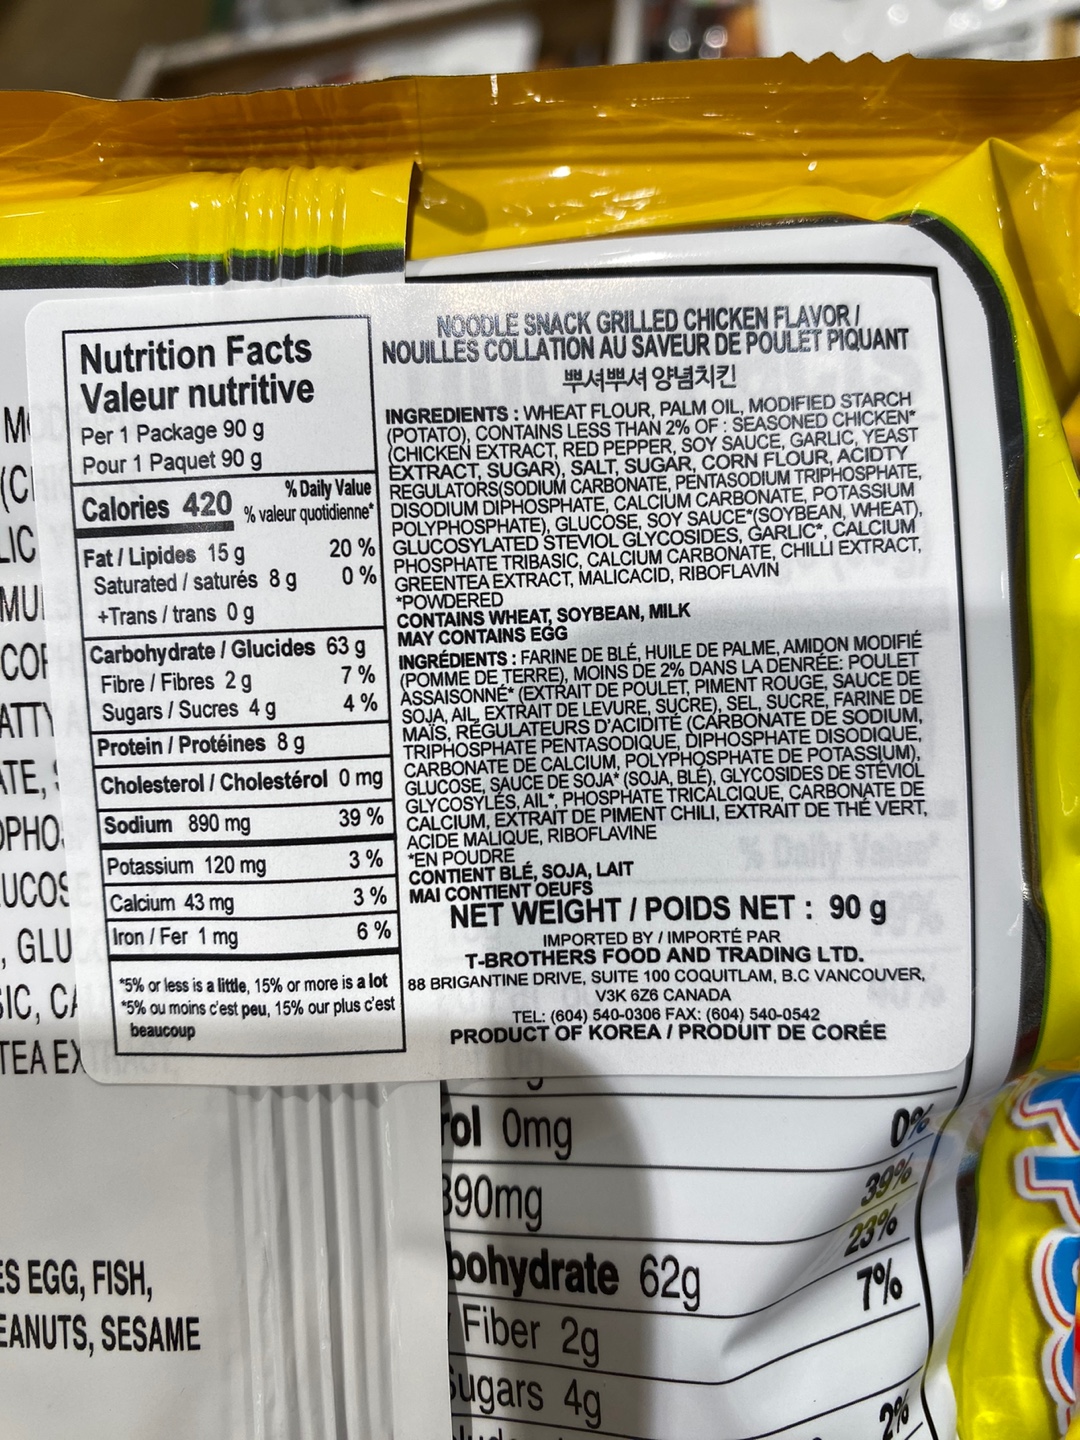 Nutrition Facts
Valeur nutritive
Per 1 Package 90 g
Pour 1 Paquet 90 g
Calories 420
% Daily Value
% valeur quotidienne*
Fat / Lipides 15 g 20 %
Saturated / saturés 8 g 0 %
+Trans / trans 0 g
Carbohydrate / Glucides 63 g
Fibre / Fibres 2 g 7 %
Sugars / Sucres 4 g 4 %
Protein / Protéines 8 g
Cholesterol / Cholestérol 0 mg
Sodium 890 mg 39 %
Potassium 120 mg 3 %
Calcium 43 mg 3 %
Iron / Fer 1 mg 6 %
*5% or less is a little, 15% or more is a lot
*5% ou moins c'est peu, 15% our plus c'est
beaucoup
NOODLE SNACK GRILLED CHICKEN FLAVOR /
NOUILLES COLLATION AU SAVEUR DE POULET PIQUANT
뿌셔뿌셔 양념치킨
INGREDIENTS : WHEAT FLOUR, PALM OIL, MODIFIED STARCH
(POTATO), CONTAINS LESS THAN 2% OF : SEASONED CHICKEN*
(CHICKEN EXTRACT, RED PEPPER, SOY SAUCE, GARLIC, YEAST
EXTRACT, SUGAR), SALT, SUGAR, CORN FLOUR, ACIDTY
REGULATORS(SODIUM CARBONATE, PENTASODIUM TRIPHOSPHATE,
DISODIUM DIPHOSPHATE, CALCIUM CARBONATE, POTASSIUM
POLYPHOSPHATE), GLUCOSE, SOY SAUCE*(SOYBEAN, WHEAT),
GLUCOSYLATED STEVIOL GLYCOSIDES, GARLIC*, CALCIUM
PHOSPHATE TRIBASIC, CALCIUM CARBONATE, CHILLI EXTRACT,
GREENTEA EXTRACT, MALICACID, RIBOFLAVIN
*POWDERED
CONTAINS WHEAT, SOYBEAN, MILK
MAY CONTAINS EGG
INGRÉDIENTS : FARINE DE BLÉ, HUILE DE PALME, AMIDON MODIFIÉ
(POMME DE TERRE), MOINS DE 2% DANS LA DENRÉE: POULET
ASSAISONNÉ* (EXTRAIT DE POULET, PIMENT ROUGE, SAUCE DE
SOJA, AIL, EXTRAIT DE LEVURE, SUCRE), SEL, SUCRE, FARINE DE
MAÏS, RÉGULATEURS D'ACIDITÉ (CARBONATE DE SODIUM,
TRIPHOSPHATE PENTASODIQUE, DIPHOSPHATE DISODIQUE,
CARBONATE DE CALCIUM, POLYPHOSPHATE DE POTASSIUM),
GLUCOSE, SAUCE DE SOJA* (SOJA, BLÉ), GLYCOSIDES DE STÉVIOL
GLYCOSYLÉS, AIL*, PHOSPHATE TRICALCIQUE, CARBONATE DE
CALCIUM, EXTRAIT DE PIMENT CHILI, EXTRAIT DE THÉ VERT,
ACIDE MALIQUE, RIBOFLAVINE
*EN POUDRE
CONTIENT BLÉ, SOJA, LAIT
MAI CONTIENT OEUFS
NET WEIGHT / POIDS NET : 90 g
IMPORTED BY / IMPORTÉ PAR
T-BROTHERS FOOD AND TRADING LTD.
88 BRIGANTINE DRIVE, SUITE 100 COQUITLAM, B.C VANCOUVER,
V3K 6Z6 CANADA
TEL: (604) 540-0306 FAX: (604) 540-0542
PRODUCT OF KOREA / PRODUIT DE CORÉE
% Daily Value
rol 0mg 0%
890mg 39%
bohydrate 62g 23%
Fiber 2g 7%
Sugars 4g
2%
ES EGG, FISH,
EANUTS, SESAME